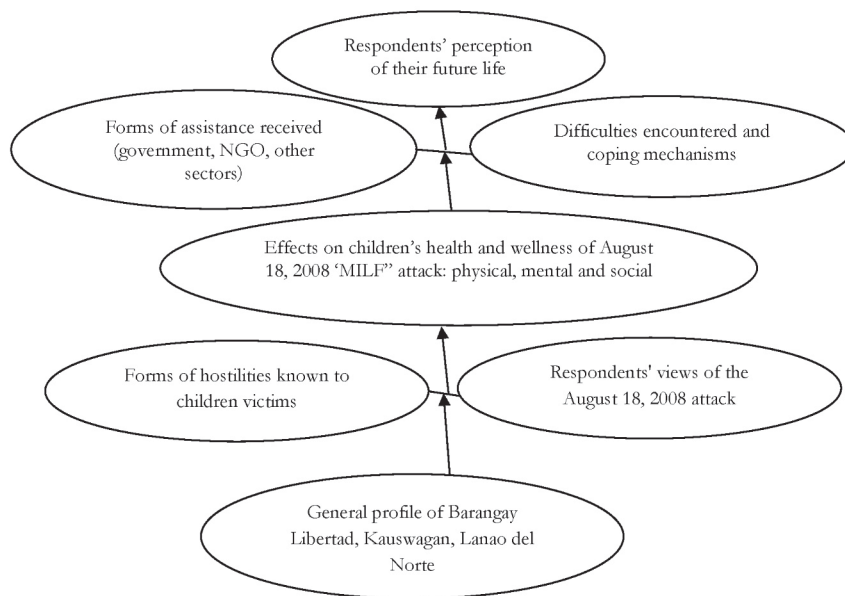 Respondents’ perception
of their future life
Forms of assistance received
(government, NGO, other
sectors)
Difficulties encountered and
coping mechanisms
Effects on children’s health and wellness of August
18, 2008 ‘MILF” attack: physical, mental and social
Forms of hostilities known to
children victims
Respondents' views of the
August 18, 2008 attack
General profile of Barangay
Libertad, Kauswagan, Lanao del
Norte